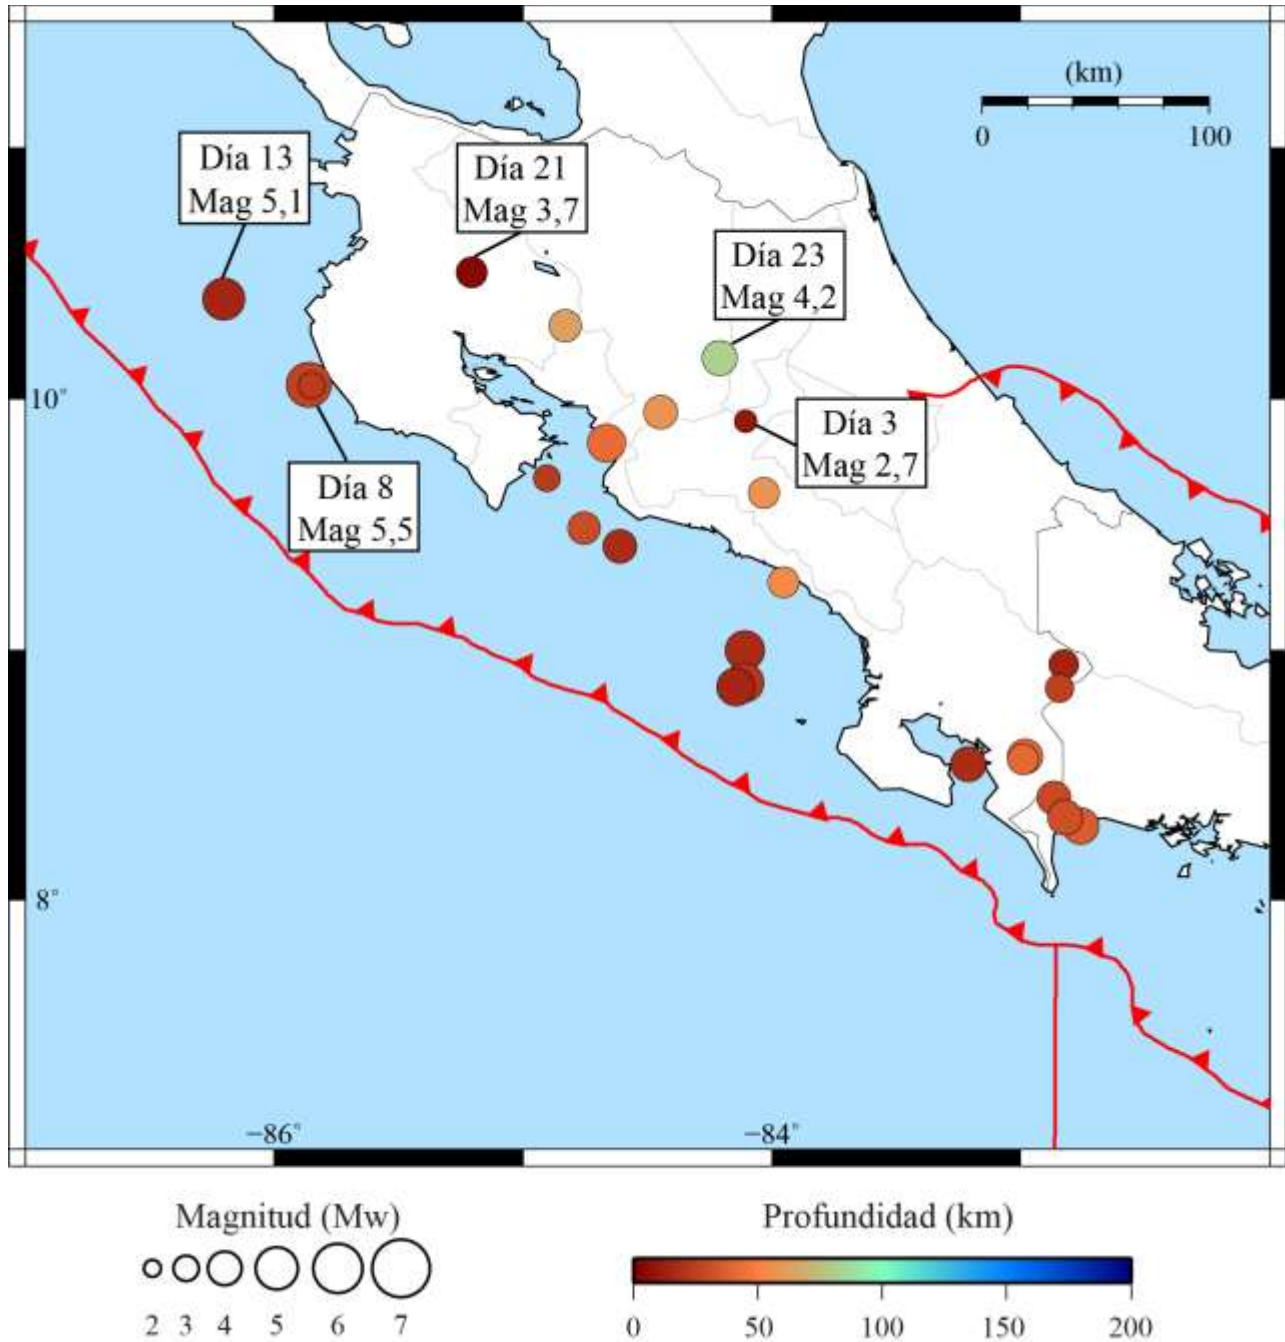 (km)
0 100
Día 13
Mag 5,1
Día 21
Mag 3,7
Día 23
Mag 4,2
10°
Día 3
Mag 2,7
Día 8
Mag 5,5
8°
−86° −84°
Magnitud (Mw)
2 3 4 5 6 7
Profundidad (km)
0 50 100 150 200